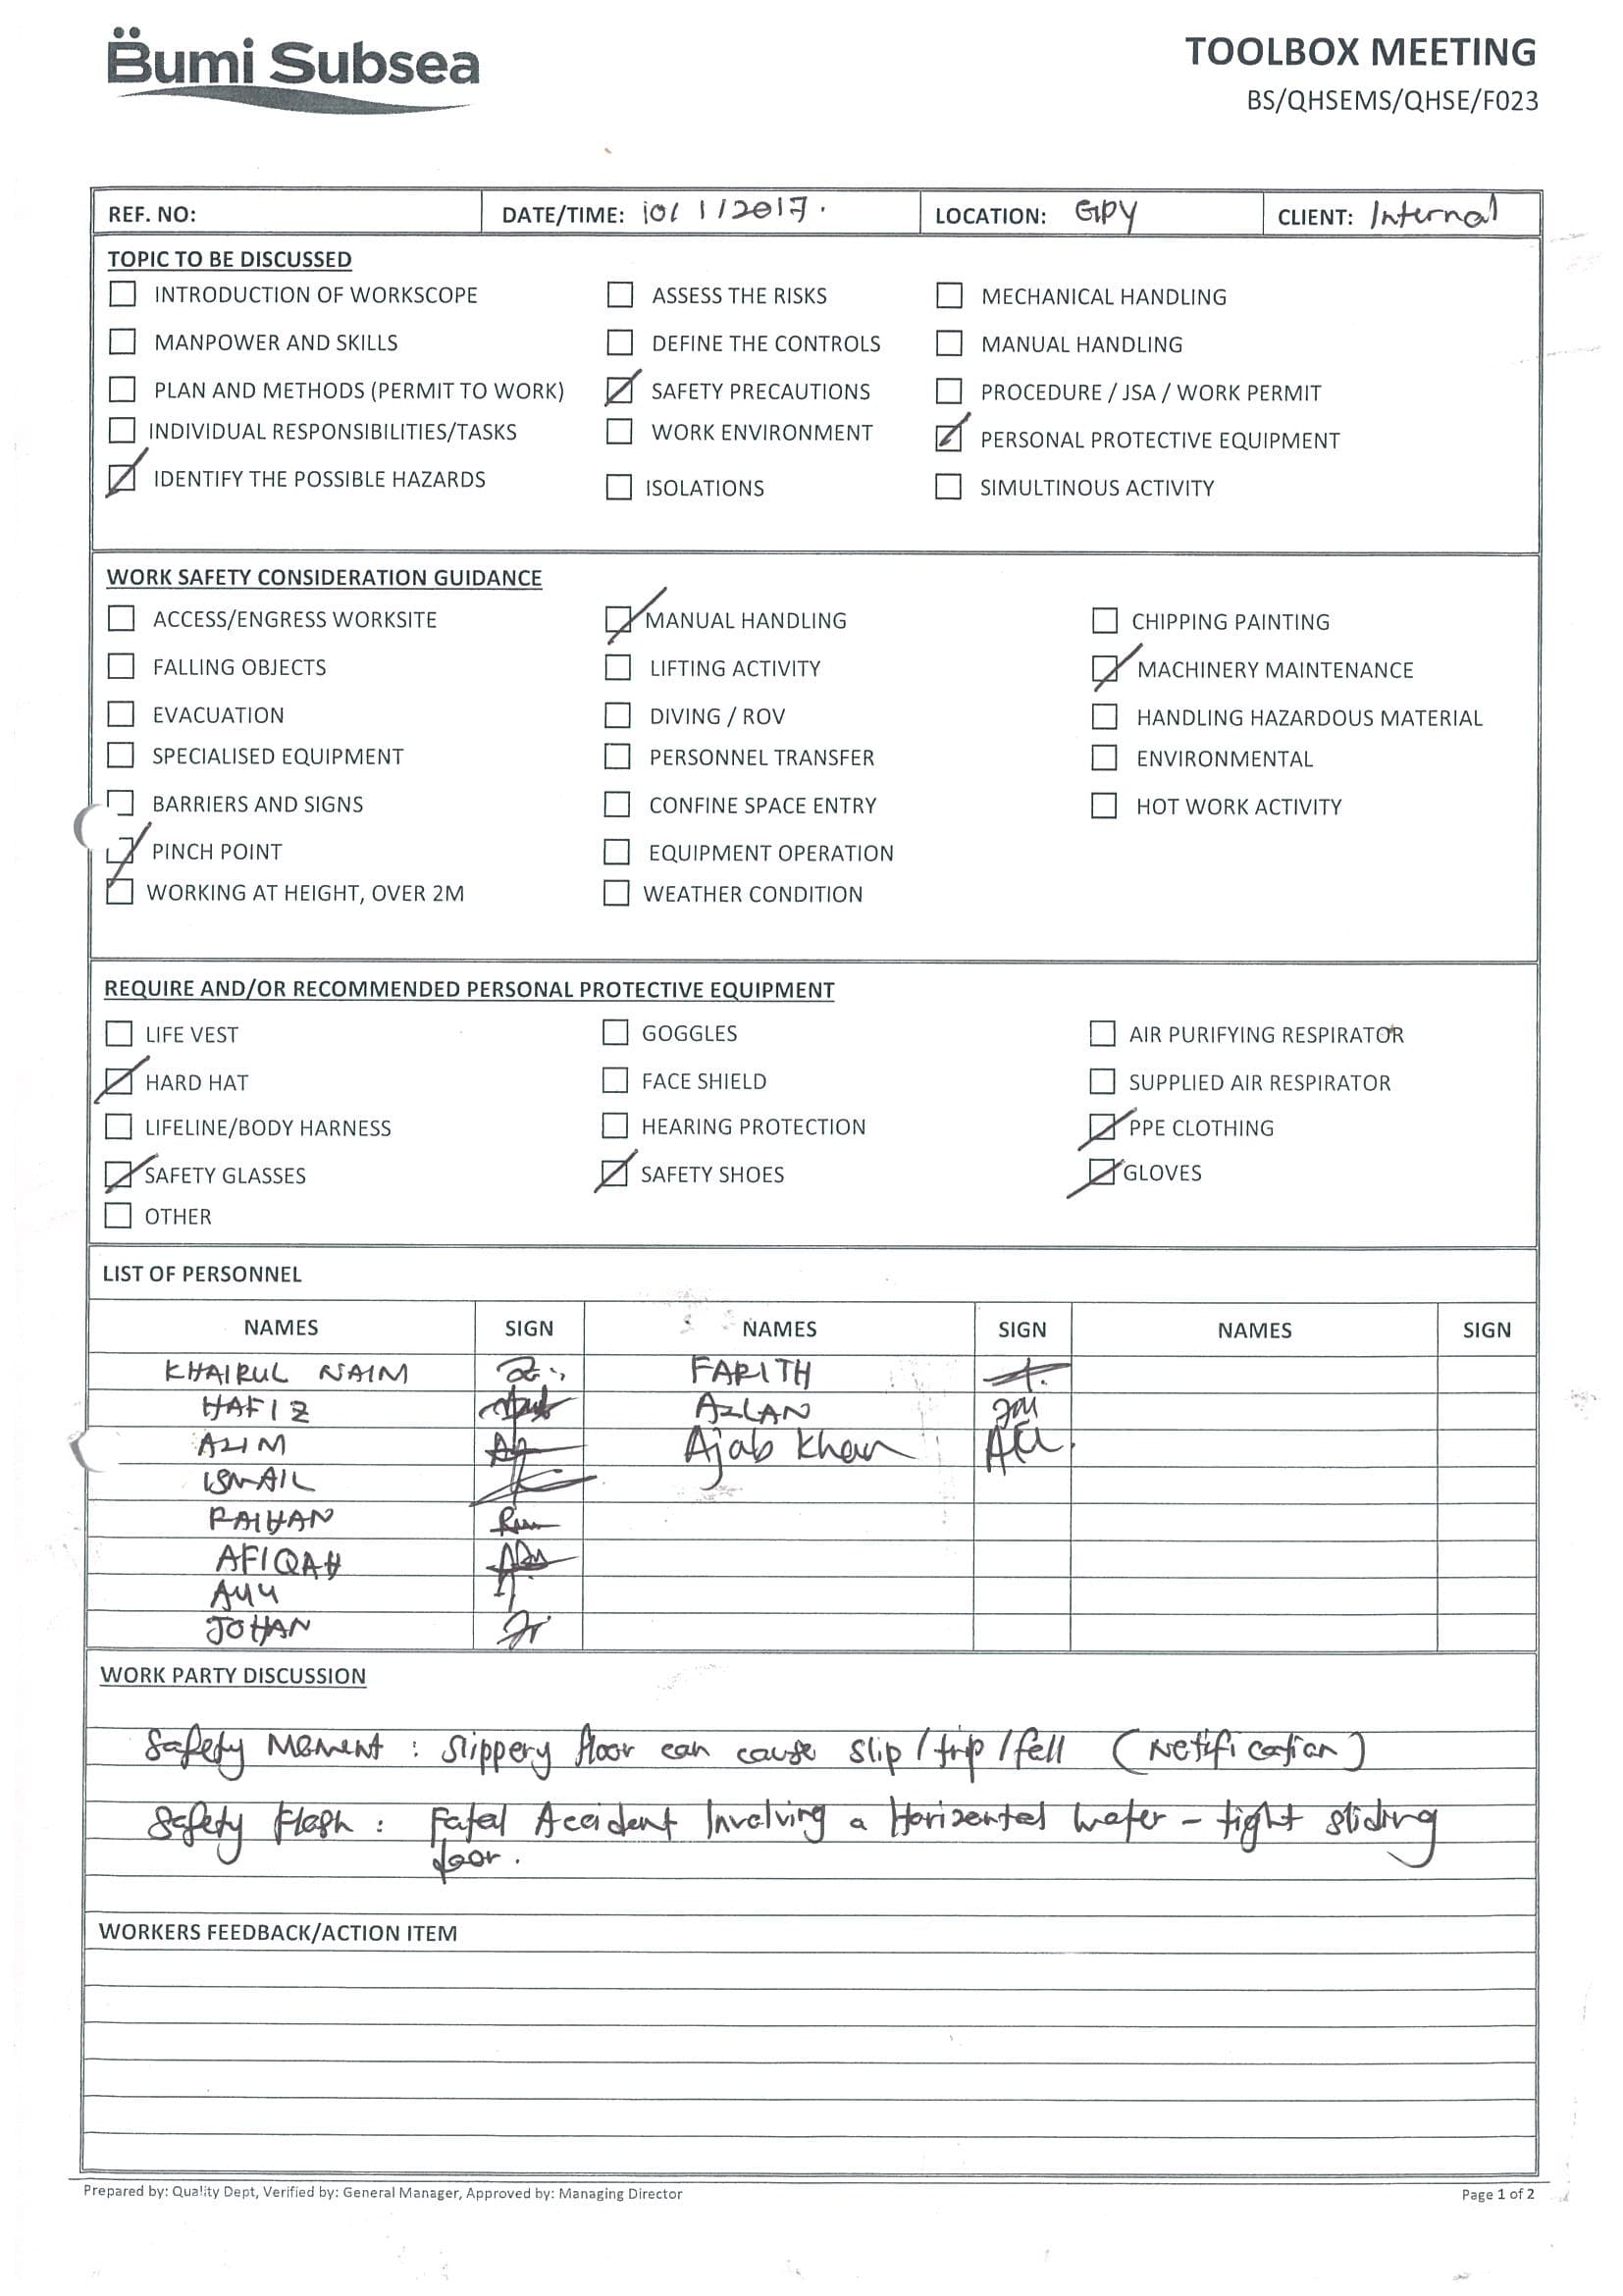 Bumi Subsea
TOOLBOX MEETING
BS/QHSEMS/QHSE/F023
REF. NO: DATE/TIME: 10/1/2017. LOCATION: GPY CLIENT: Internal
TOPIC TO BE DISCUSSED
INTRODUCTION OF WORKSCOPE ASSESS THE RISKS MECHANICAL HANDLING
MANPOWER AND SKILLS DEFINE THE CONTROLS MANUAL HANDLING
PLAN AND METHODS (PERMIT TO WORK) SAFETY PRECAUTIONS PROCEDURE / JSA / WORK PERMIT
INDIVIDUAL RESPONSIBILITIES/TASKS WORK ENVIRONMENT PERSONAL PROTECTIVE EQUIPMENT
IDENTIFY THE POSSIBLE HAZARDS ISOLATIONS SIMULTINOUS ACTIVITY
WORK SAFETY CONSIDERATION GUIDANCE
ACCESS/ENGRESS WORKSITE MANUAL HANDLING CHIPPING PAINTING
FALLING OBJECTS LIFTING ACTIVITY MACHINERY MAINTENANCE
EVACUATION DIVING / ROV HANDLING HAZARDOUS MATERIAL
SPECIALISED EQUIPMENT PERSONNEL TRANSFER ENVIRONMENTAL
BARRIERS AND SIGNS CONFINE SPACE ENTRY HOT WORK ACTIVITY
PINCH POINT EQUIPMENT OPERATION
WORKING AT HEIGHT, OVER 2M WEATHER CONDITION
REQUIRE AND/OR RECOMMENDED PERSONAL PROTECTIVE EQUIPMENT
LIFE VEST GOGGLES AIR PURIFYING RESPIRATOR
HARD HAT FACE SHIELD SUPPLIED AIR RESPIRATOR
LIFELINE/BODY HARNESS HEARING PROTECTION PPE CLOTHING
SAFETY GLASSES SAFETY SHOES GLOVES
OTHER
LIST OF PERSONNEL
NAMES SIGN NAMES SIGN NAMES SIGN
KHAIRUL NAIM FARITH
HAFIZ AZLAN
AZIM Ajab Khan
ISMAIL
RAIHAN
AFIQAH
AYU
JOHAN
WORK PARTY DISCUSSION
Safety Moment : Slippery floor can cause slip/trip/fell (Notification)
Safety Flash : Fatal Accident Involving a Horizontal water-tight sliding
door.
WORKERS FEEDBACK/ACTION ITEM
Prepared by: Quality Dept, Verified by: General Manager, Approved by: Managing Director Page 1 of 2